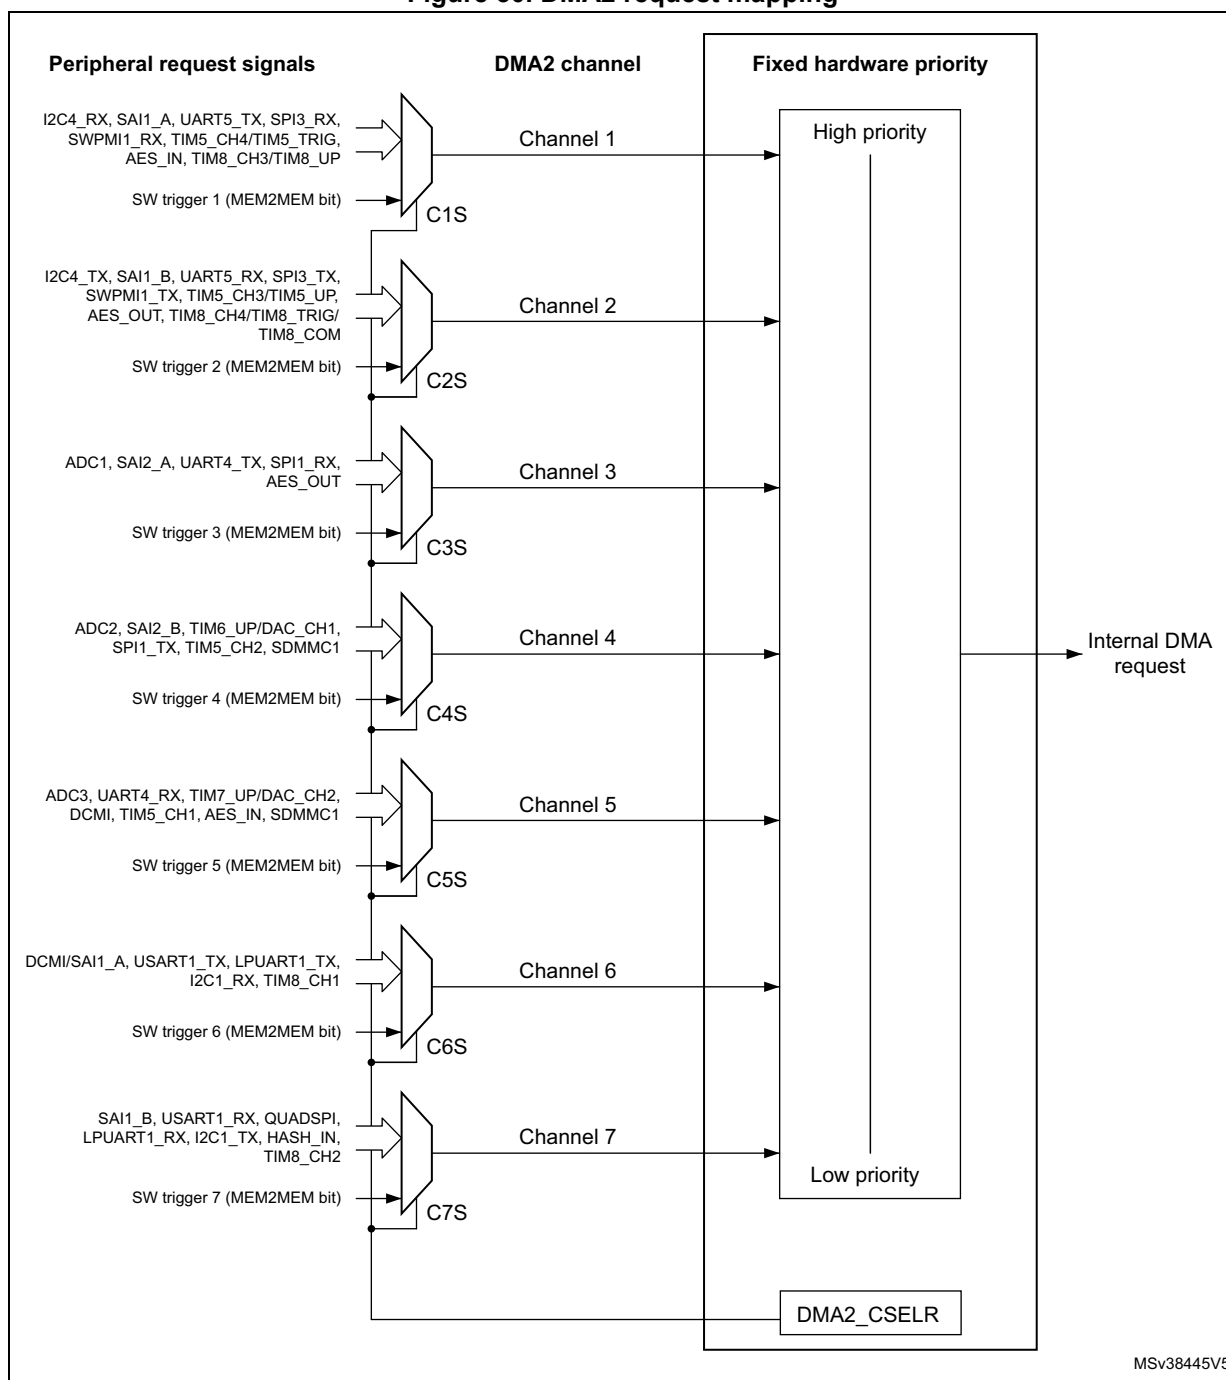 Figure 30. DMA2 request mapping
Peripheral request signals
DMA2 channel
Fixed hardware priority
I2C4_RX, SAI1_A, UART5_TX, SPI3_RX,
SWPMI1_RX, TIM5_CH4/TIM5_TRIG,
AES_IN, TIM8_CH3/TIM8_UP
Channel 1
High priority
SW trigger 1 (MEM2MEM bit)
C1S
I2C4_TX, SAI1_B, UART5_RX, SPI3_TX,
SWPMI1_TX, TIM5_CH3/TIM5_UP,
AES_OUT, TIM8_CH4/TIM8_TRIG/
TIM8_COM
Channel 2
SW trigger 2 (MEM2MEM bit)
C2S
ADC1, SAI2_A, UART4_TX, SPI1_RX,
AES_OUT
Channel 3
SW trigger 3 (MEM2MEM bit)
C3S
ADC2, SAI2_B, TIM6_UP/DAC_CH1,
SPI1_TX, TIM5_CH2, SDMMC1
Channel 4
Internal DMA
request
SW trigger 4 (MEM2MEM bit)
C4S
ADC3, UART4_RX, TIM7_UP/DAC_CH2,
DCMI, TIM5_CH1, AES_IN, SDMMC1
Channel 5
SW trigger 5 (MEM2MEM bit)
C5S
DCMI/SAI1_A, USART1_TX, LPUART1_TX,
I2C1_RX, TIM8_CH1
Channel 6
SW trigger 6 (MEM2MEM bit)
C6S
SAI1_B, USART1_RX, QUADSPI,
LPUART1_RX, I2C1_TX, HASH_IN,
TIM8_CH2
Channel 7
Low priority
SW trigger 7 (MEM2MEM bit)
C7S
DMA2_CSELR
MSv38445V5